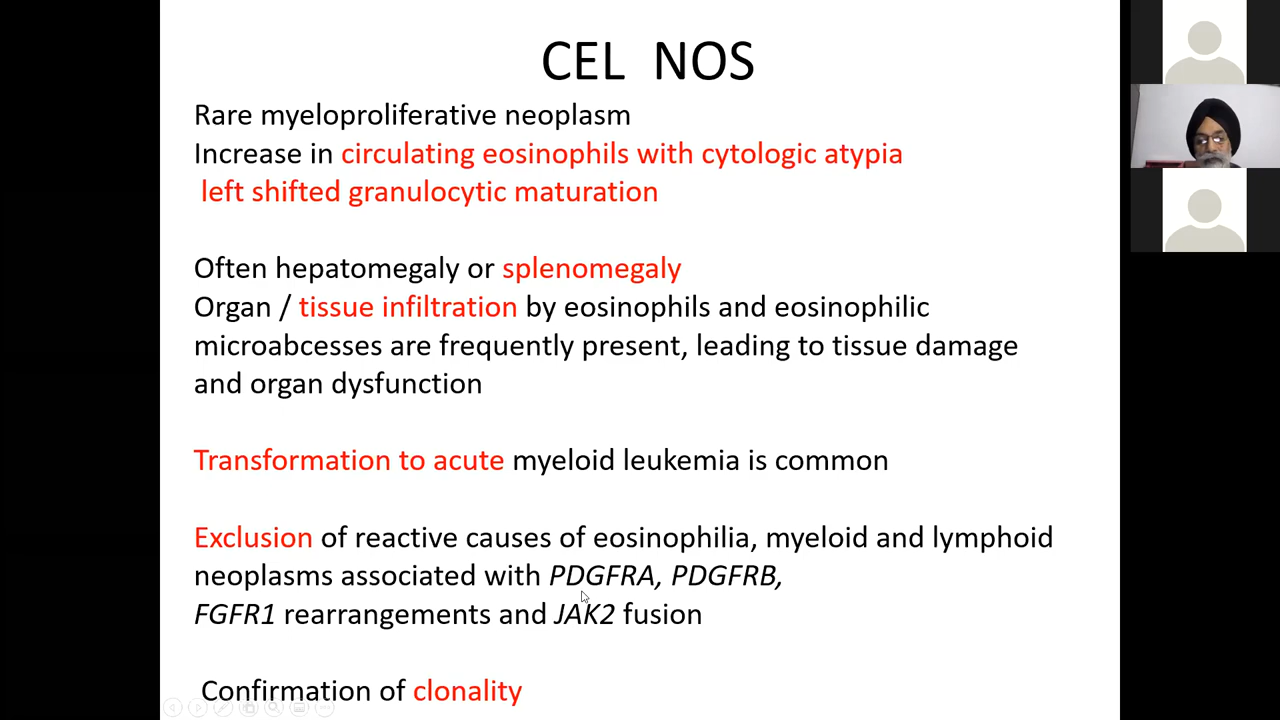 CEL NOS
Rare myeloproliferative neoplasm
Increase in circulating eosinophils with cytologic atypia
left shifted granulocytic maturation
Often hepatomegaly or splenomegaly
Organ / tissue infiltration by eosinophils and eosinophilic
microabcesses are frequently present, leading to tissue damage
and organ dysfunction
Transformation to acute myeloid leukemia is common
Exclusion of reactive causes of eosinophilia, myeloid and lymphoid
neoplasms associated with PDGFRA, PDGFRB,
FGFR1 rearrangements and JAK2 fusion
Confirmation of clonality